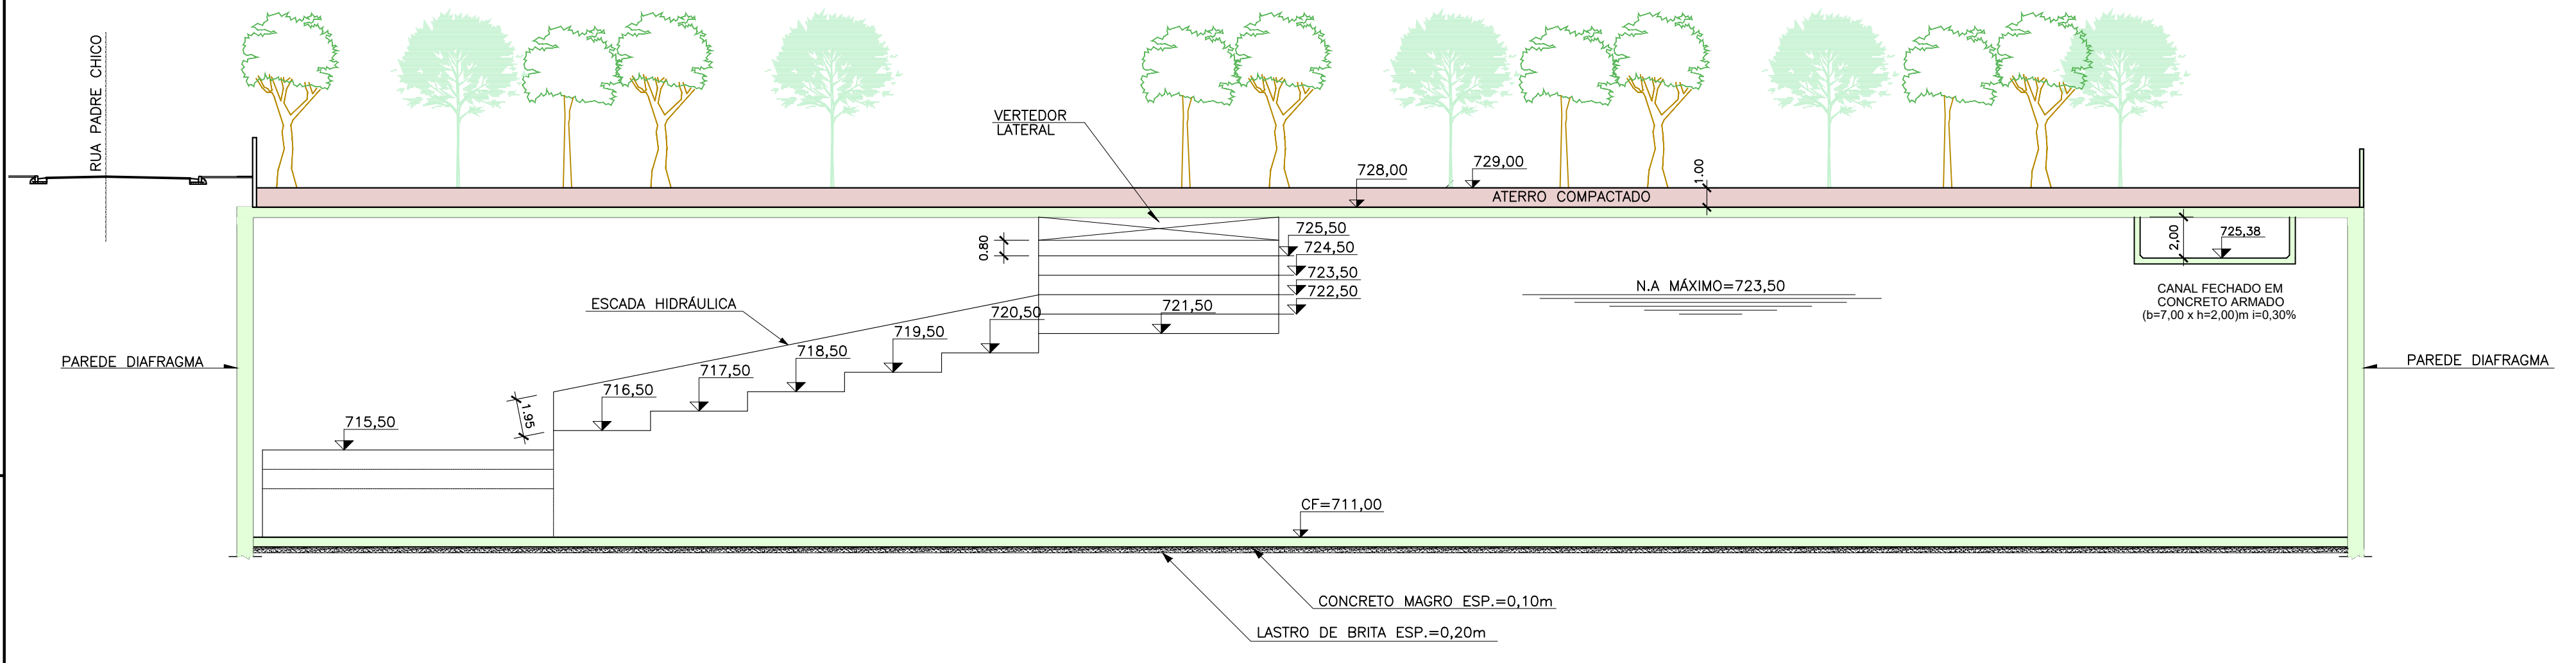 RUA PADRE CHICO
VERTEDOR
LATERAL
728,00
729,00
1.00
ATERRO COMPACTADO
0.80
725,50
724,50
723,50
722,50
721,50
2,00
725,38
N.A MÁXIMO=723,50
CANAL FECHADO EM
CONCRETO ARMADO
(b=7,00 x h=2,00)m i=0,30%
ESCADA HIDRÁULICA
720,50
719,50
718,50
717,50
716,50
1.95
715,50
PAREDE DIAFRAGMA
PAREDE DIAFRAGMA
CF=711,00
CONCRETO MAGRO ESP.=0,10m
LASTRO DE BRITA ESP.=0,20m